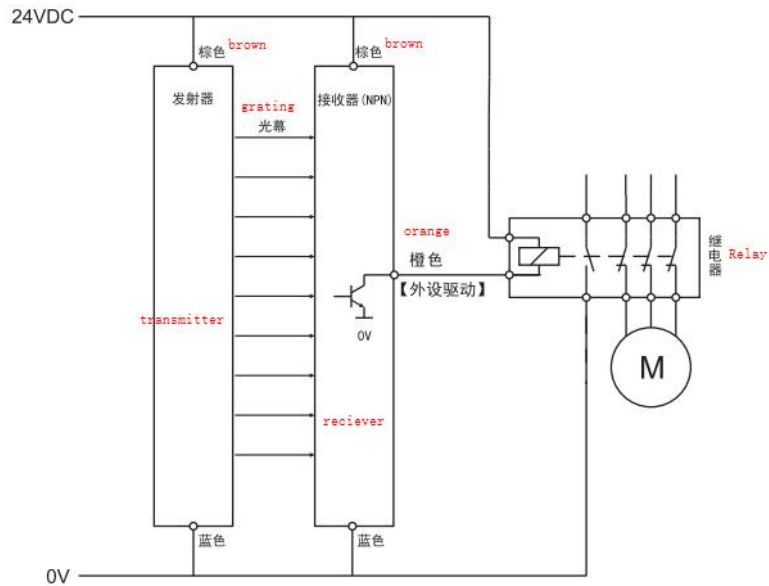 24VDC
棕色 brown
棕色 brown
发射器
grating
接收器(NPN)
光幕
orange
橙色
继电器 Relay
【外设驱动】
transmitter
0V
M
reciever
蓝色
蓝色
0V